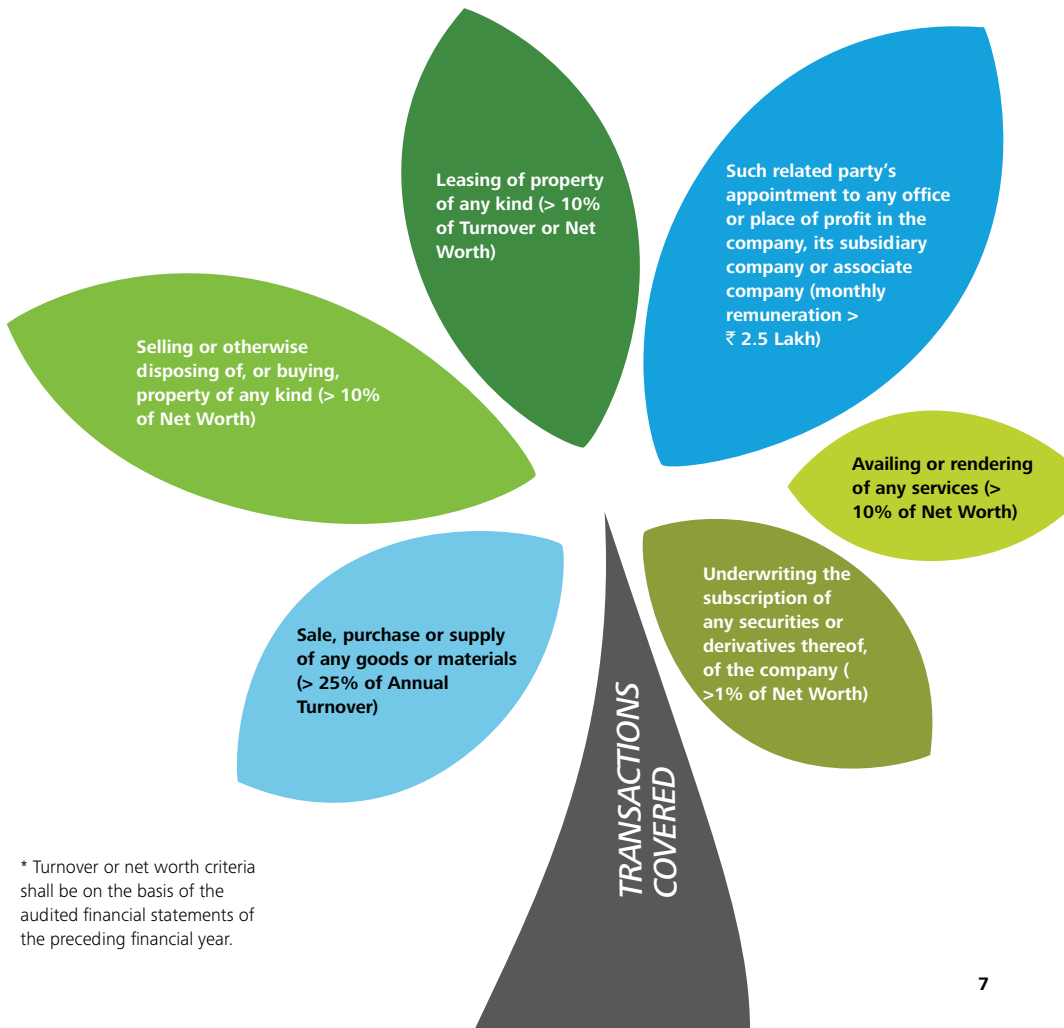 Leasing of property
of any kind (> 10%
of Turnover or Net
Worth)
Such related party’s
appointment to any office
or place of profit in the
company, its subsidiary
company or associate
company (monthly
remuneration >
₹ 2.5 Lakh)
Selling or otherwise
disposing of, or buying,
property of any kind (> 10%
of Net Worth)
Availing or rendering
of any services (>
10% of Net Worth)
Sale, purchase or supply
of any goods or materials
(> 25% of Annual
Turnover)
Underwriting the
subscription of
any securities or
derivatives thereof,
of the company (
>1% of Net Worth)
TRANSACTIONS
COVERED
* Turnover or net worth criteria
shall be on the basis of the
audited financial statements of
the preceding financial year.
7